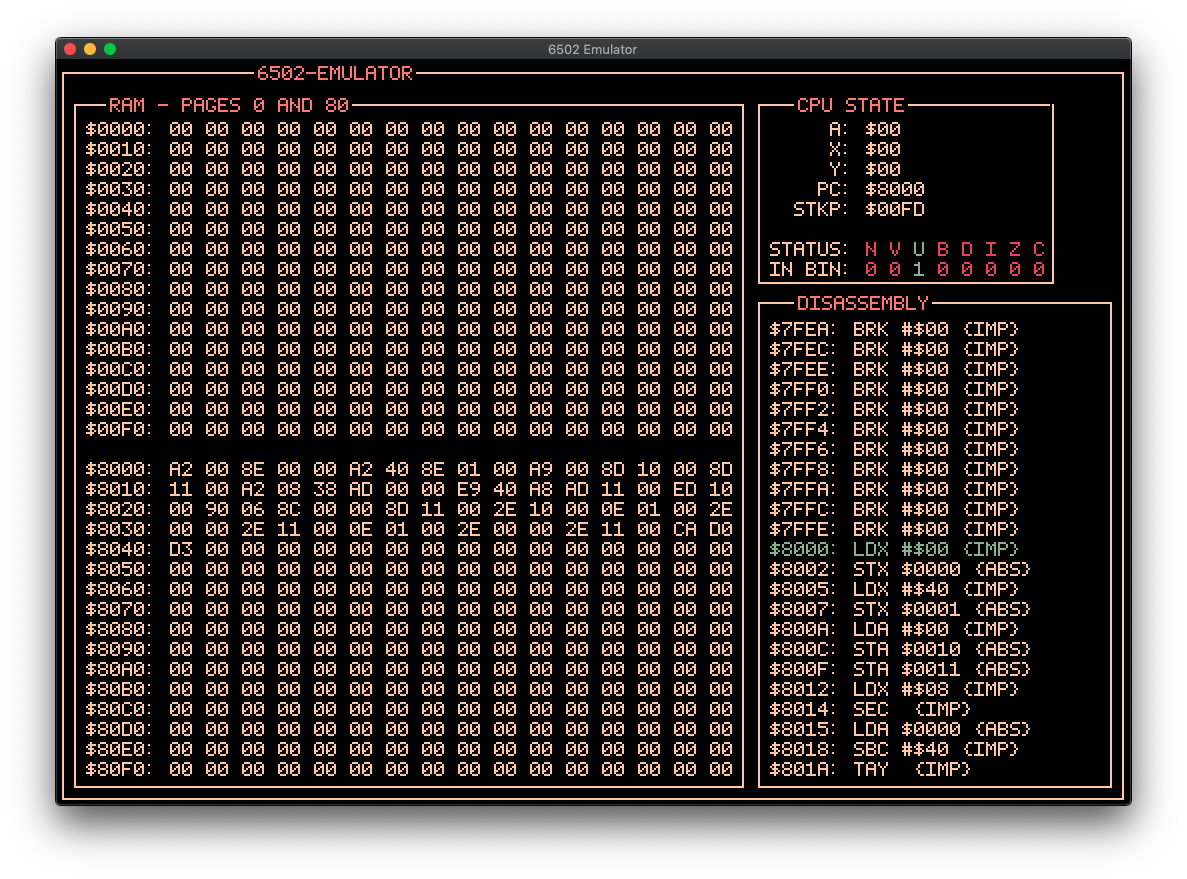 6502 Emulator
6502-EMULATOR
RAM - PAGES 0 AND 80
$0000: 00 00 00 00 00 00 00 00 00 00 00 00 00 00 00 00
$0010: 00 00 00 00 00 00 00 00 00 00 00 00 00 00 00 00
$0020: 00 00 00 00 00 00 00 00 00 00 00 00 00 00 00 00
$0030: 00 00 00 00 00 00 00 00 00 00 00 00 00 00 00 00
$0040: 00 00 00 00 00 00 00 00 00 00 00 00 00 00 00 00
$0050: 00 00 00 00 00 00 00 00 00 00 00 00 00 00 00 00
$0060: 00 00 00 00 00 00 00 00 00 00 00 00 00 00 00 00
$0070: 00 00 00 00 00 00 00 00 00 00 00 00 00 00 00 00
$0080: 00 00 00 00 00 00 00 00 00 00 00 00 00 00 00 00
$0090: 00 00 00 00 00 00 00 00 00 00 00 00 00 00 00 00
$00A0: 00 00 00 00 00 00 00 00 00 00 00 00 00 00 00 00
$00B0: 00 00 00 00 00 00 00 00 00 00 00 00 00 00 00 00
$00C0: 00 00 00 00 00 00 00 00 00 00 00 00 00 00 00 00
$00D0: 00 00 00 00 00 00 00 00 00 00 00 00 00 00 00 00
$00E0: 00 00 00 00 00 00 00 00 00 00 00 00 00 00 00 00
$00F0: 00 00 00 00 00 00 00 00 00 00 00 00 00 00 00 00
$8000: A2 00 8E 00 00 A2 40 8E 01 00 A9 00 8D 10 00 8D
$8010: 11 00 A2 08 38 AD 00 00 E9 40 A8 AD 11 00 ED 10
$8020: 00 90 06 8C 00 00 8D 11 00 2E 10 00 0E 01 00 2E
$8030: 00 00 2E 11 00 0E 01 00 2E 00 00 2E 11 00 CA D0
$8040: D3 00 00 00 00 00 00 00 00 00 00 00 00 00 00 00
$8050: 00 00 00 00 00 00 00 00 00 00 00 00 00 00 00 00
$8060: 00 00 00 00 00 00 00 00 00 00 00 00 00 00 00 00
$8070: 00 00 00 00 00 00 00 00 00 00 00 00 00 00 00 00
$8080: 00 00 00 00 00 00 00 00 00 00 00 00 00 00 00 00
$8090: 00 00 00 00 00 00 00 00 00 00 00 00 00 00 00 00
$80A0: 00 00 00 00 00 00 00 00 00 00 00 00 00 00 00 00
$80B0: 00 00 00 00 00 00 00 00 00 00 00 00 00 00 00 00
$80C0: 00 00 00 00 00 00 00 00 00 00 00 00 00 00 00 00
$80D0: 00 00 00 00 00 00 00 00 00 00 00 00 00 00 00 00
$80E0: 00 00 00 00 00 00 00 00 00 00 00 00 00 00 00 00
$80F0: 00 00 00 00 00 00 00 00 00 00 00 00 00 00 00 00
CPU STATE
A: $00
X: $00
Y: $00
PC: $8000
STKP: $00FD
STATUS: N V U B D I Z C
IN BIN: 0 0 1 0 0 0 0 0
DISASSEMBLY
$7FEA: BRK #$00 {IMP}
$7FEC: BRK #$00 {IMP}
$7FEE: BRK #$00 {IMP}
$7FF0: BRK #$00 {IMP}
$7FF2: BRK #$00 {IMP}
$7FF4: BRK #$00 {IMP}
$7FF6: BRK #$00 {IMP}
$7FF8: BRK #$00 {IMP}
$7FFA: BRK #$00 {IMP}
$7FFC: BRK #$00 {IMP}
$7FFE: BRK #$00 {IMP}
$8000: LDX #$00 {IMP}
$8002: STX $0000 {ABS}
$8005: LDX #$40 {IMP}
$8007: STX $0001 {ABS}
$800A: LDA #$00 {IMP}
$800C: STA $0010 {ABS}
$800F: STA $0011 {ABS}
$8012: LDX #$08 {IMP}
$8014: SEC {IMP}
$8015: LDA $0000 {ABS}
$8018: SBC #$40 {IMP}
$801A: TAY {IMP}